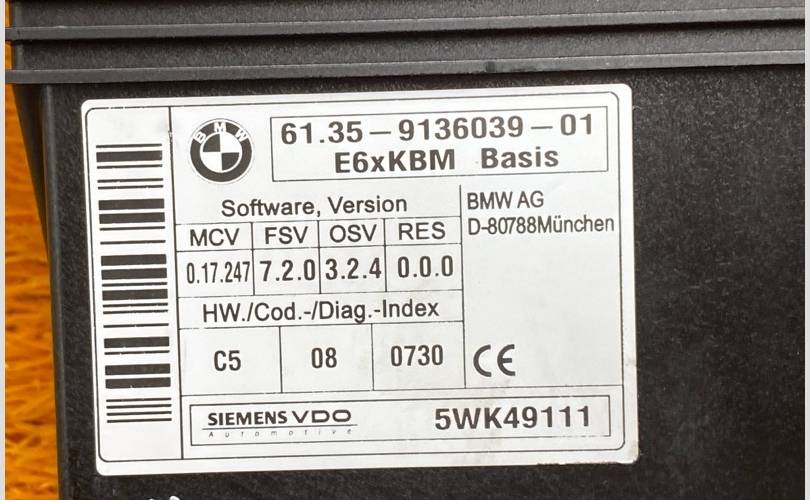 BMW
61.35-9136039-01
E6xKBM Basis
Software, Version
MCV FSV OSV RES
0.17.247 7.2.0 3.2.4 0.0.0
BMW AG
D-80788München
HW./Cod.-/Diag.-Index
C5 08 0730
CE
SIEMENS VDO
Automotive
5WK49111